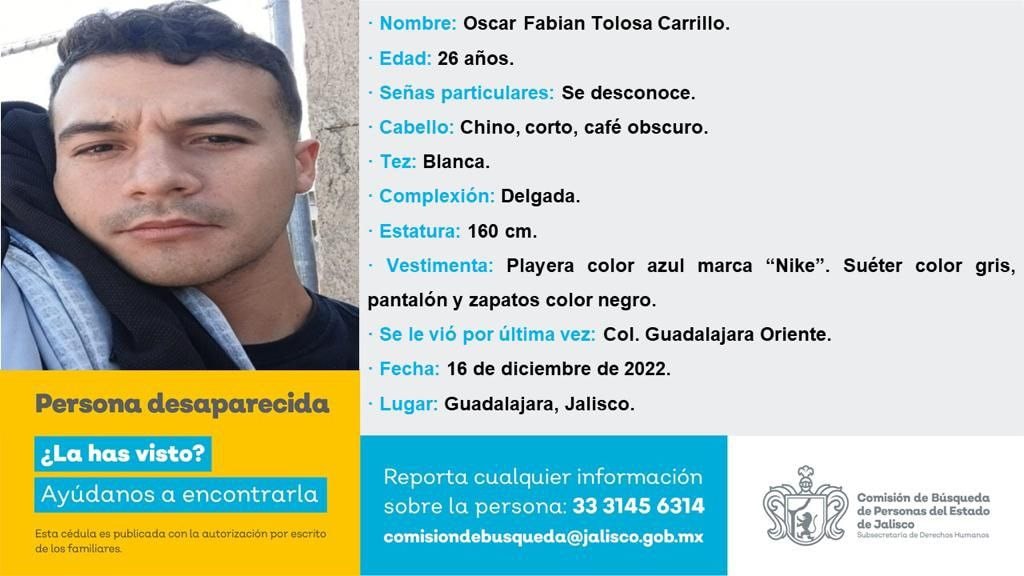 · Nombre: Oscar Fabian Tolosa Carrillo.
· Edad: 26 años.
· Señas particulares: Se desconoce.
· Cabello: Chino, corto, café obscuro.
· Tez: Blanca.
· Complexión: Delgada.
· Estatura: 160 cm.
· Vestimenta: Playera color azul marca “Nike”. Suéter color gris,
pantalón y zapatos color negro.
· Se le vió por última vez: Col. Guadalajara Oriente.
· Fecha: 16 de diciembre de 2022.
· Lugar: Guadalajara, Jalisco.
Persona desaparecida
¿La has visto?
Ayúdanos a encontrarla
Esta cédula es publicada con la autorización por escrito
de los familiares.
Reporta cualquier información
sobre la persona: 33 3145 6314
comisiondebusqueda@jalisco.gob.mx
Comisión de Búsqueda
de Personas del Estado
de Jalisco
Subsecretaría de Derechos Humanos